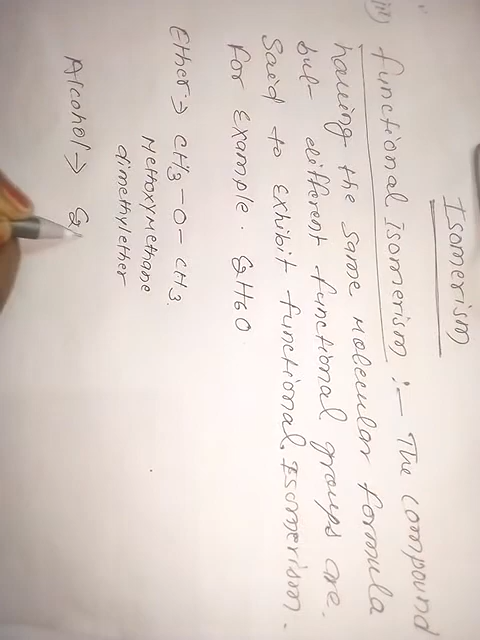 Isomerism
iii) functional Isomerism :- The compound
having the same molecular formula
but different functional groups are.
Said to exhibit functional Isomerism.
For Example. C2H6O
Ether → CH3-O-CH3.
Methoxymethane
dimethylether
Alcohol → C2